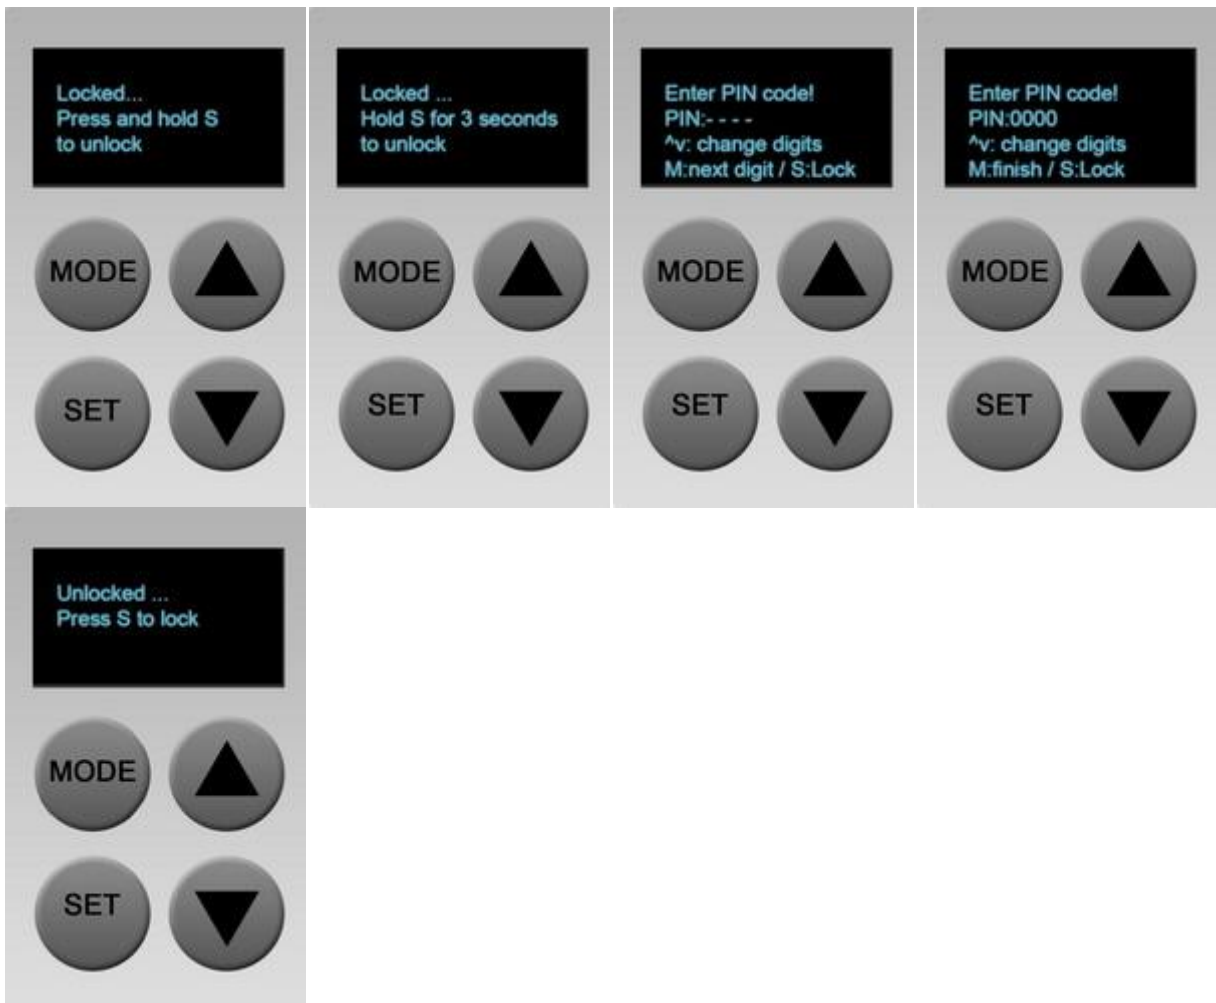 Locked...
Press and hold S
to unlock
MODE
SET
Locked ...
Hold S for 3 seconds
to unlock
MODE
SET
Enter PIN code!
PIN:- - - -
^v: change digits
M:next digit / S:Lock
MODE
SET
Enter PIN code!
PIN:0000
^v: change digits
M:finish / S:Lock
MODE
SET
Unlocked ...
Press S to lock
MODE
SET